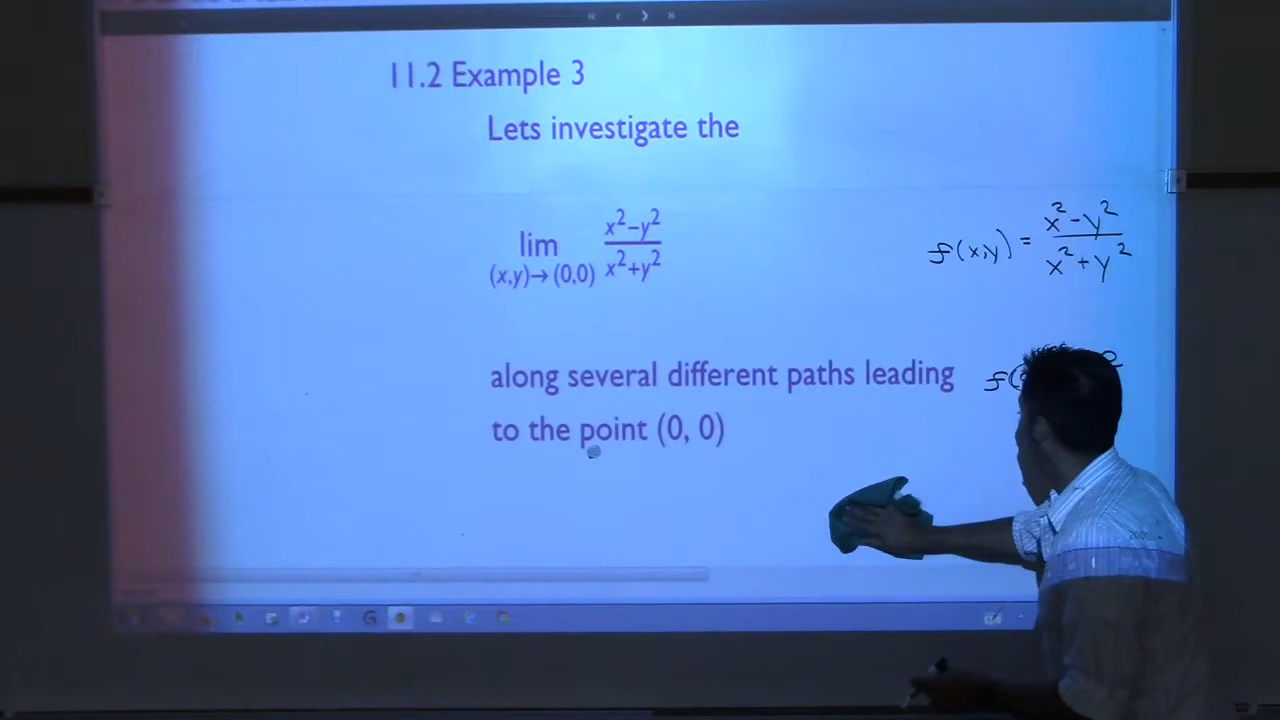 11.2 Example 3
Lets investigate the
lim (x,y)→(0,0) x²-y²/x²+y²
f(x,y) = x²-y²/x²+y²
along several different paths leading
f(
to the point (0, 0)